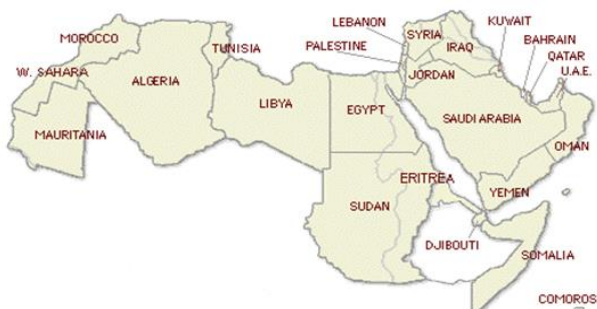 LEBANON
KUWAIT
MOROCCO
SYRIA
BAHRAIN
TUNISIA
PALESTINE
IRAQ
QATAR
W. SAHARA
ALGERIA
JORDAN
U.A.E.
LIBYA
EGYPT
SAUDI ARABIA
MAURITANIA
OMAN
ERITREA
YEMEN
SUDAN
DJIBOUTI
SOMALIA
COMOROS